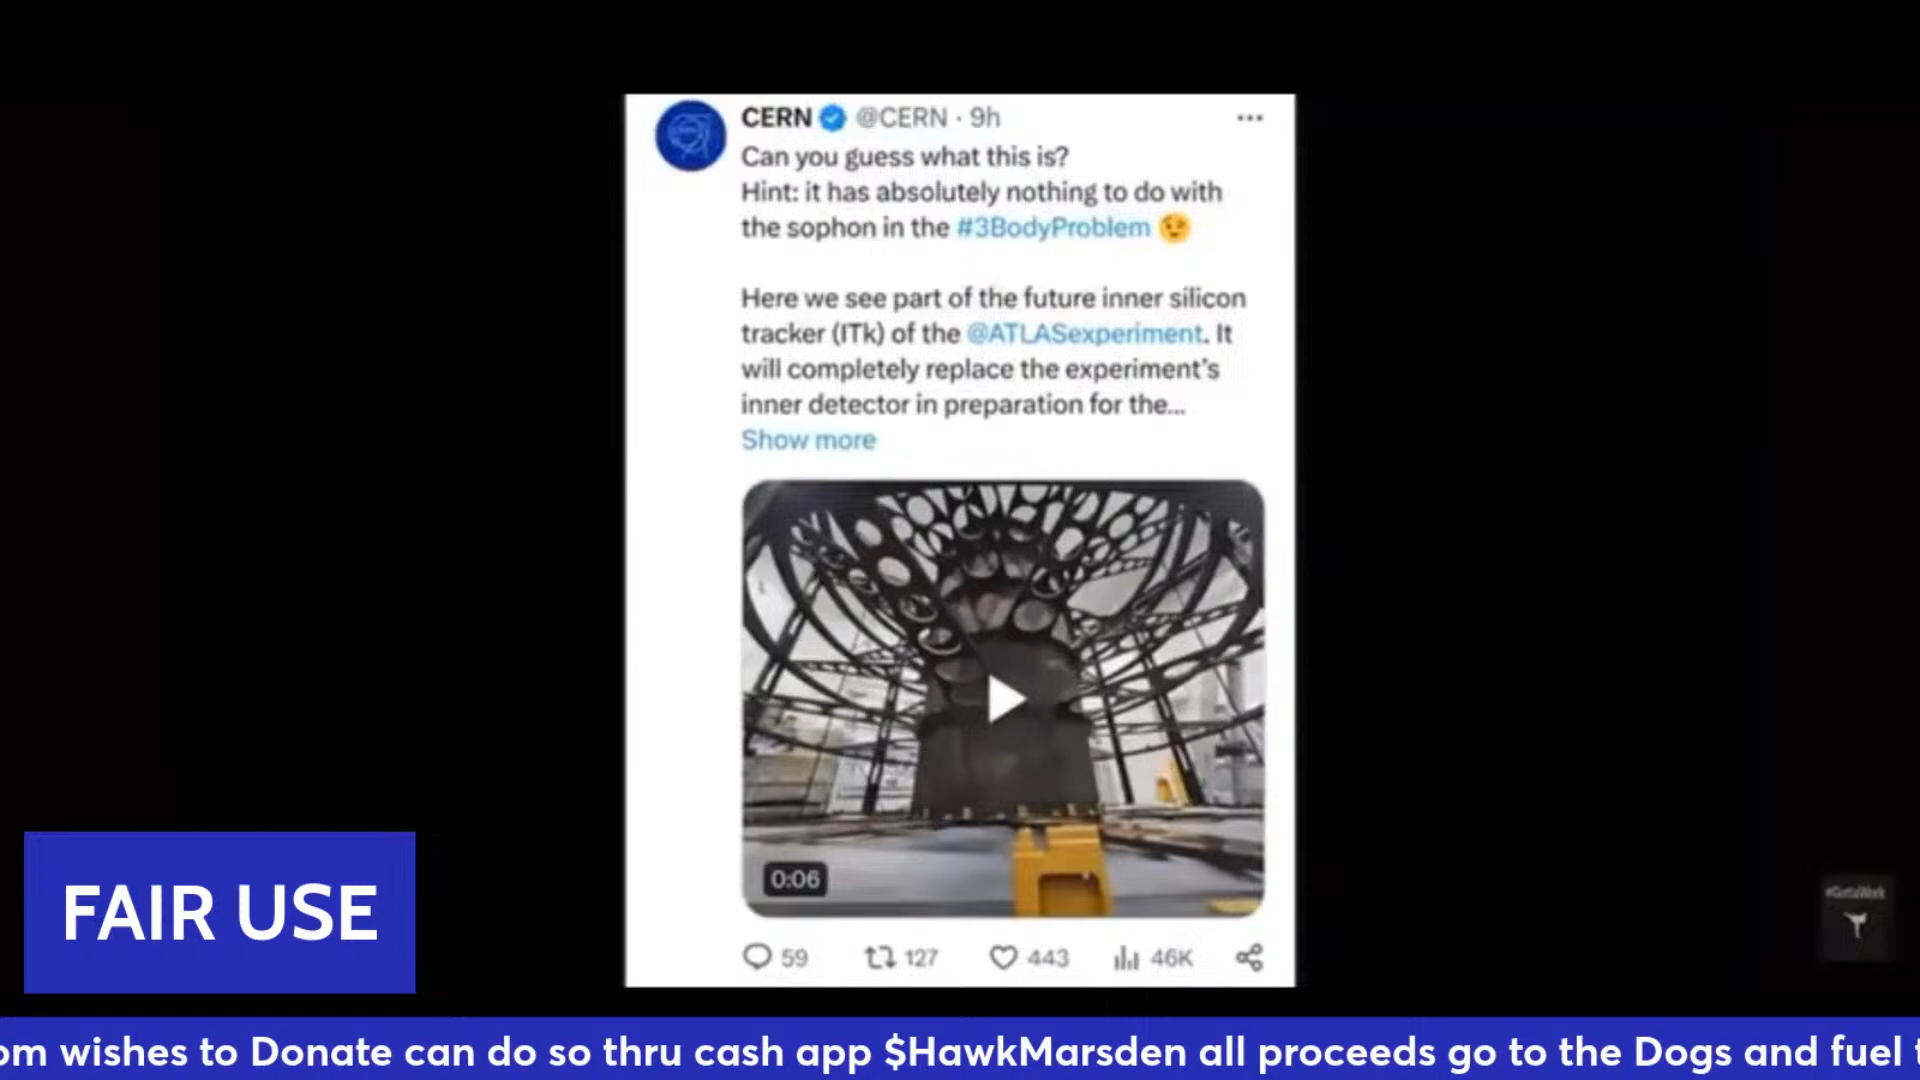 CERN @CERN · 9h
Can you guess what this is?
Hint: it has absolutely nothing to do with
the sophon in the #3BodyProblem 😉
Here we see part of the future inner silicon
tracker (ITk) of the @ATLASexperiment. It
will completely replace the experiment's
inner detector in preparation for the...
Show more
0:06
59 127 443 46K
FAIR USE
om wishes to Donate can do so thru cash app $HawkMarsden all proceeds go to the Dogs and fuel t